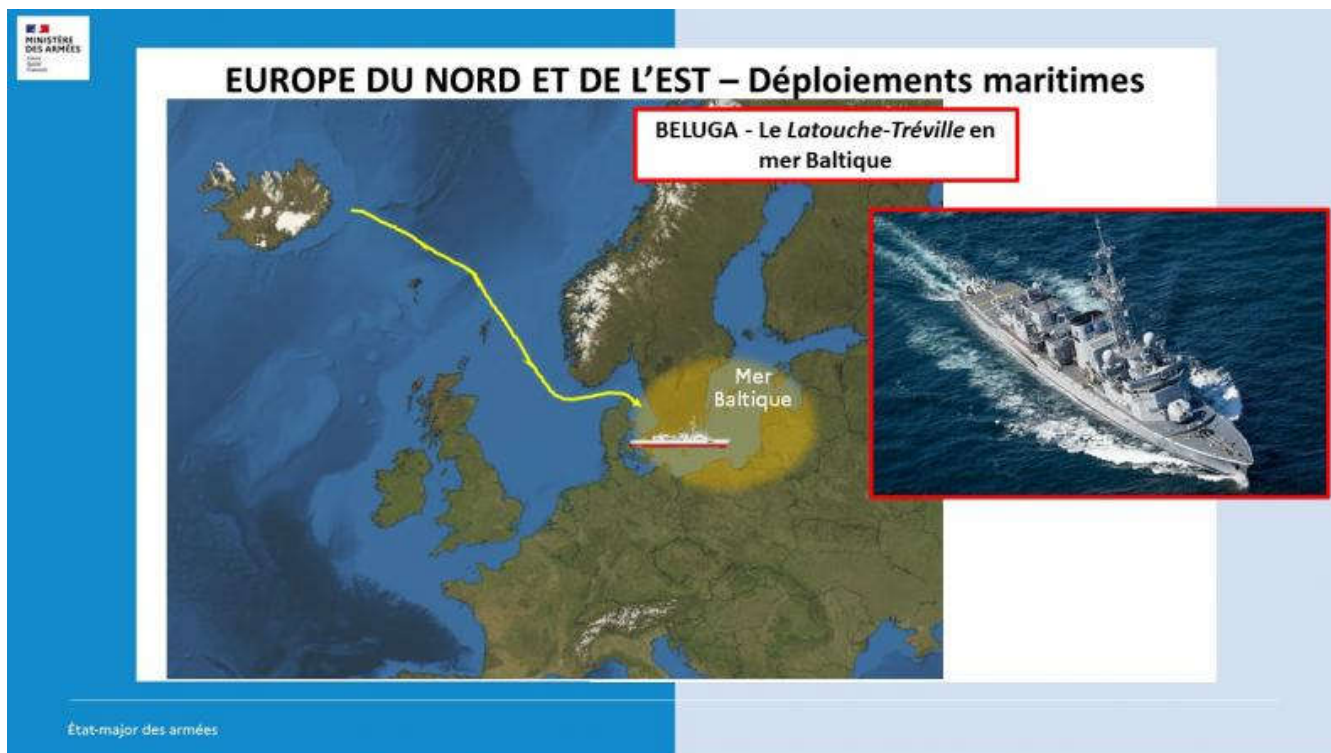 MINISTÈRE
DES ARMÉES
EUROPE DU NORD ET DE L'EST – Déploiements maritimes
BELUGA - Le Latouche-Tréville en
mer Baltique
Mer
Baltique
État-major des armées